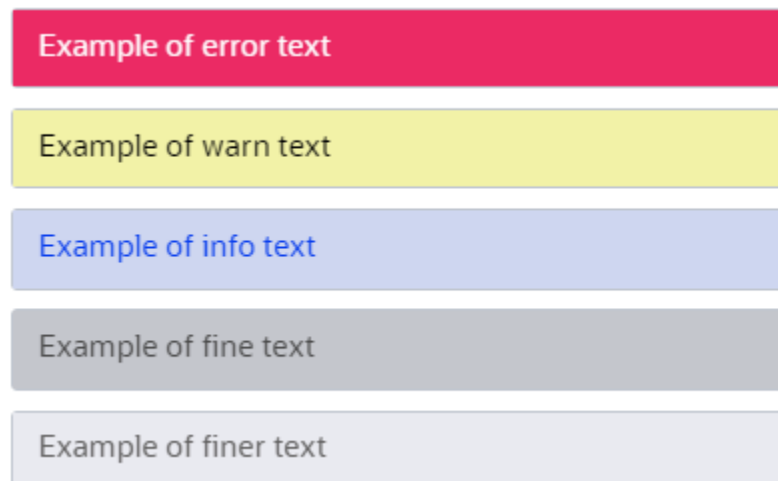 Example of error text
Example of warn text
Example of info text
Example of fine text
Example of finer text